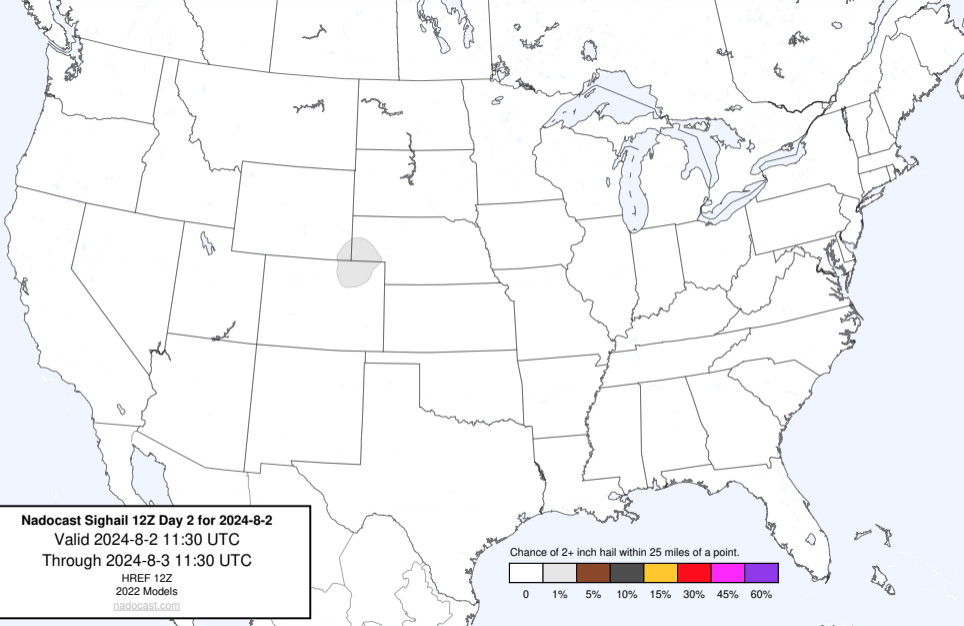 Nadocast Sighail 12Z Day 2 for 2024-8-2
Valid 2024-8-2 11:30 UTC
Through 2024-8-3 11:30 UTC
HREF 12Z
2022 Models
nadocast.com
Chance of 2+ inch hail within 25 miles of a point.
0 1% 5% 10% 15% 30% 45% 60%